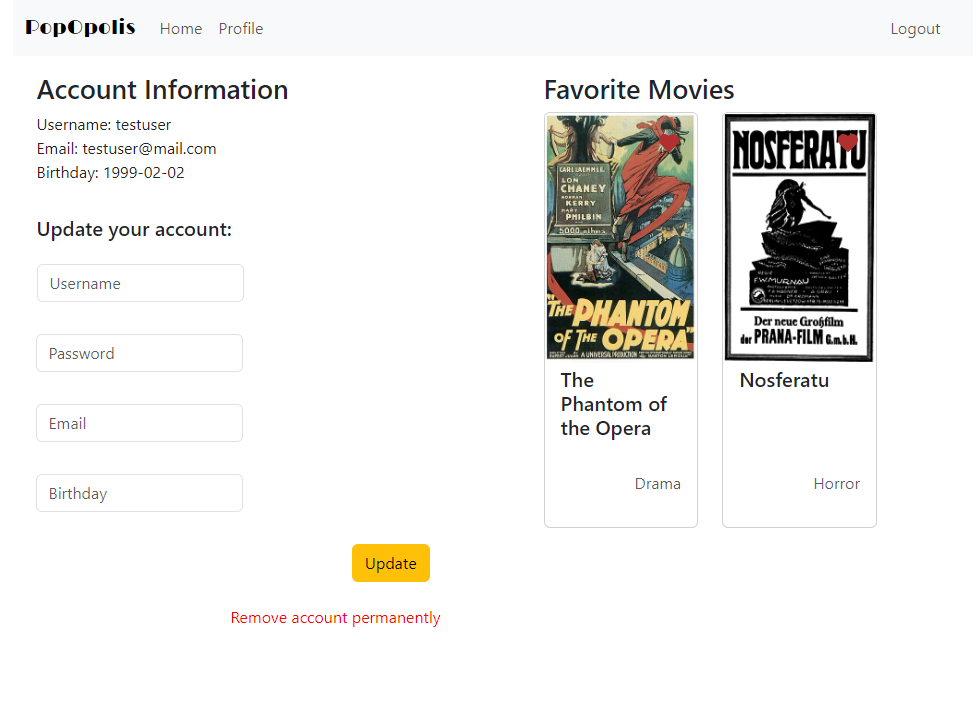 PopOpolis Home Profile Logout
Account Information
Username: testuser
Email: testuser@mail.com
Birthday: 1999-02-02
Update your account:
Username
Password
Email
Birthday
Update
Remove account permanently
Favorite Movies
CARL LAEMMLE
LON
CHANEY
NORMAN
KERRY
MARY
PHILBIN
5000 others
"THE PHANTOM
OF THE OPERA"
A UNIVERSAL PRODUCTION
The
Phantom of
the Opera
Drama
NOSFERATU
F.W. MURNAU
Der neue Großfilm
der PRANA-FILM G.m.b.H.
Nosferatu
Horror